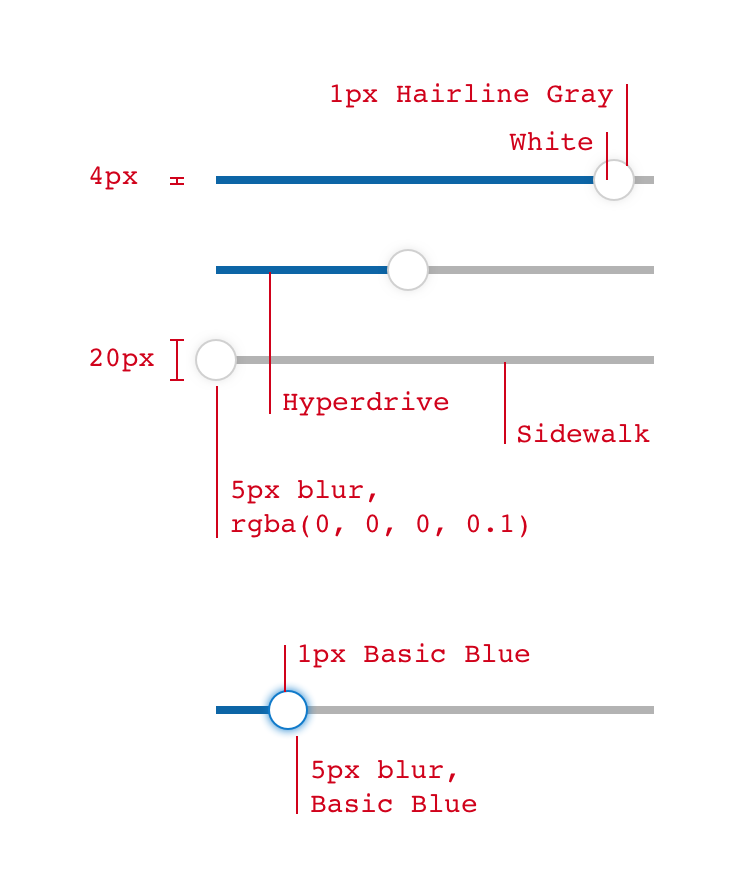 1px Hairline Gray
White
4px
20px
Hyperdrive
Sidewalk
5px blur,
rgba(0, 0, 0, 0.1)
1px Basic Blue
5px blur,
Basic Blue